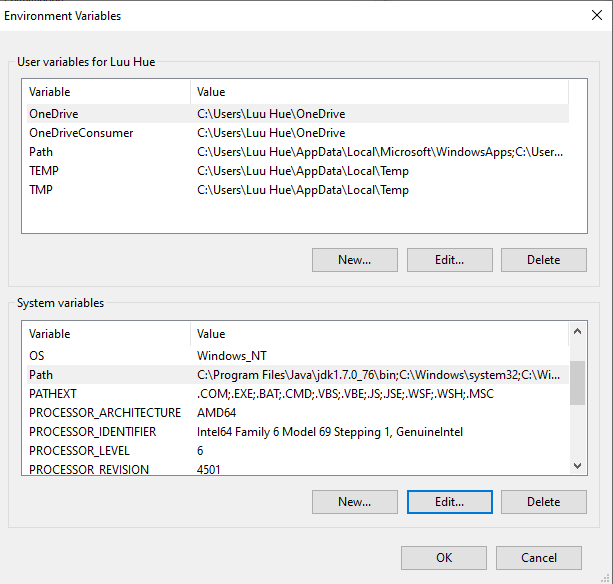 Environment Variables
User variables for Luu Hue
Variable Value
OneDrive C:\Users\Luu Hue\OneDrive
OneDriveConsumer C:\Users\Luu Hue\OneDrive
Path C:\Users\Luu Hue\AppData\Local\Microsoft\WindowsApps;C:\User...
TEMP C:\Users\Luu Hue\AppData\Local\Temp
TMP C:\Users\Luu Hue\AppData\Local\Temp
New... Edit... Delete
System variables
Variable Value
OS Windows_NT
Path C:\Program Files\Java\jdk1.7.0_76\bin;C:\Windows\system32;C:\Wi...
PATHEXT .COM;.EXE;.BAT;.CMD;.VBS;.VBE;.JS;.JSE;.WSF;.WSH;.MSC
PROCESSOR_ARCHITECTURE AMD64
PROCESSOR_IDENTIFIER Intel64 Family 6 Model 69 Stepping 1, GenuineIntel
PROCESSOR_LEVEL 6
PROCESSOR_REVISION 4501
New... Edit... Delete
OK Cancel